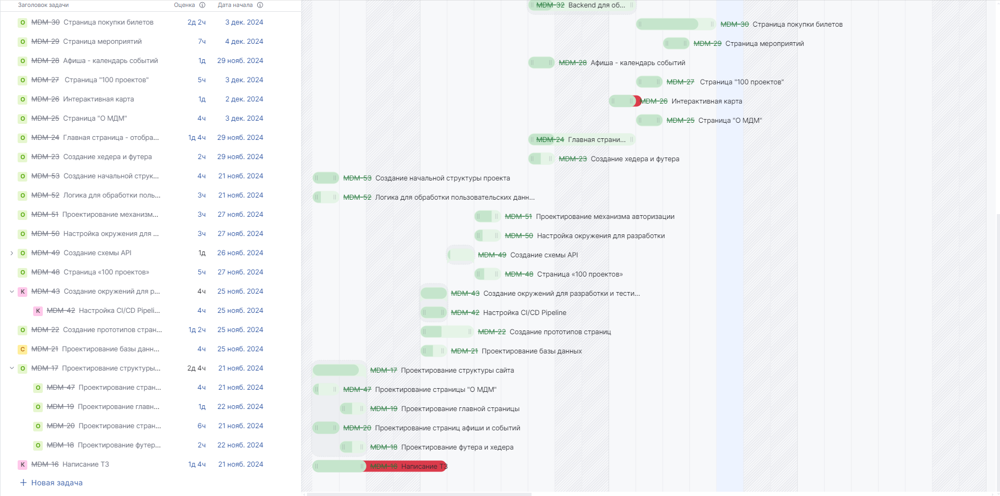 Заголовок задачи Оценка Дата начала
MDM-32 Backend для об...
MDM-30 Страница покупки билетов 2д 2ч 3 дек. 2024 MDM-30 Страница покупки билетов
MDM-29 Страница мероприятий 7ч 4 дек. 2024 MDM-29 Страница мероприятий
MDM-28 Афиша - календарь событий 1д 29 нояб. 2024 MDM-28 Афиша - календарь событий
MDM-27 Страница "100 проектов" 5ч 3 дек. 2024 MDM-27 Страница "100 проектов"
MDM-26 Интерактивная карта 1д 2 дек. 2024 MDM-26 Интерактивная карта
MDM-25 Страница "О МДМ" 4ч 3 дек. 2024 MDM-25 Страница "О МДМ"
MDM-24 Главная страница - отобра... 1д 4ч 29 нояб. 2024 MDM-24 Главная страни...
MDM-23 Создание хедера и футера 2ч 29 нояб. 2024 MDM-23 Создание хедера и футера
MDM-53 Создание начальной струк... 4ч 21 нояб. 2024 MDM-53 Создание начальной структуры проекта
MDM-52 Логика для обработки поль... 3ч 21 нояб. 2024 MDM-52 Логика для обработки пользовательских данн...
MDM-51 Проектирование механизм... 3ч 27 нояб. 2024 MDM-51 Проектирование механизма авторизации
MDM-50 Настройка окружения для ... 3ч 27 нояб. 2024 MDM-50 Настройка окружения для разработки
MDM-49 Создание схемы API 1д 26 нояб. 2024 MDM-49 Создание схемы API
MDM-48 Страница «100 проектов» 5ч 27 нояб. 2024 MDM-48 Страница «100 проектов»
К MDM-43 Создание окружений для р... 4ч 25 нояб. 2024 MDM-43 Создание окружений для разработки и тести...
К MDM-42 Настройка CI/CD Pipeli... 4ч 25 нояб. 2024 MDM-42 Настройка CI/CD Pipeline
О MDM-22 Создание прототипов стран... 1д 2ч 25 нояб. 2024 MDM-22 Создание прототипов страниц
С MDM-21 Проектирование базы данн... 4ч 25 нояб. 2024 MDM-21 Проектирование базы данных
О MDM-17 Проектирование структуры... 2д 4ч 21 нояб. 2024 MDM-17 Проектирование структуры сайта
О MDM-47 Проектирование стран... 4ч 21 нояб. 2024 MDM-47 Проектирование страницы "О МДМ"
О MDM-19 Проектирование главн... 1д 22 нояб. 2024 MDM-19 Проектирование главной страницы
О MDM-20 Проектирование стран... 6ч 21 нояб. 2024 MDM-20 Проектирование страниц афиши и событий
О MDM-18 Проектирование футер... 2ч 22 нояб. 2024 MDM-18 Проектирование футера и хедера
К MDM-16 Написание ТЗ 1д 4ч 21 нояб. 2024 MDM-16 Написание ТЗ
+ Новая задача